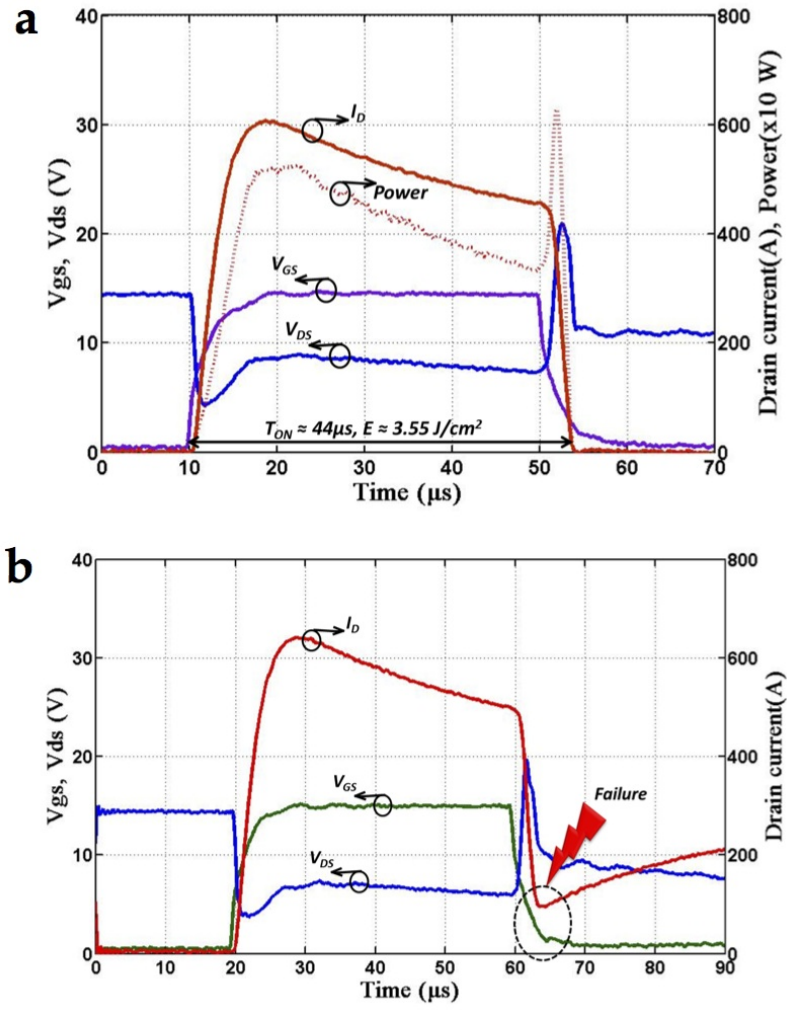 a
40
30
20
10
0
Vgs, Vds (V)
800
600
400
200
0
Drain current(A), Power(x10 W)
I_D
Power
V_GS
V_DS
T_ON ≈ 44μs, E ≈ 3.55 J/cm²
0 10 20 30 40 50 60 70
Time (μs)
b
40
30
20
10
0
Vgs, Vds (V)
800
600
400
200
0
Drain current(A)
I_D
V_GS
V_DS
Failure
0 10 20 30 40 50 60 70 80 90
Time (μs)